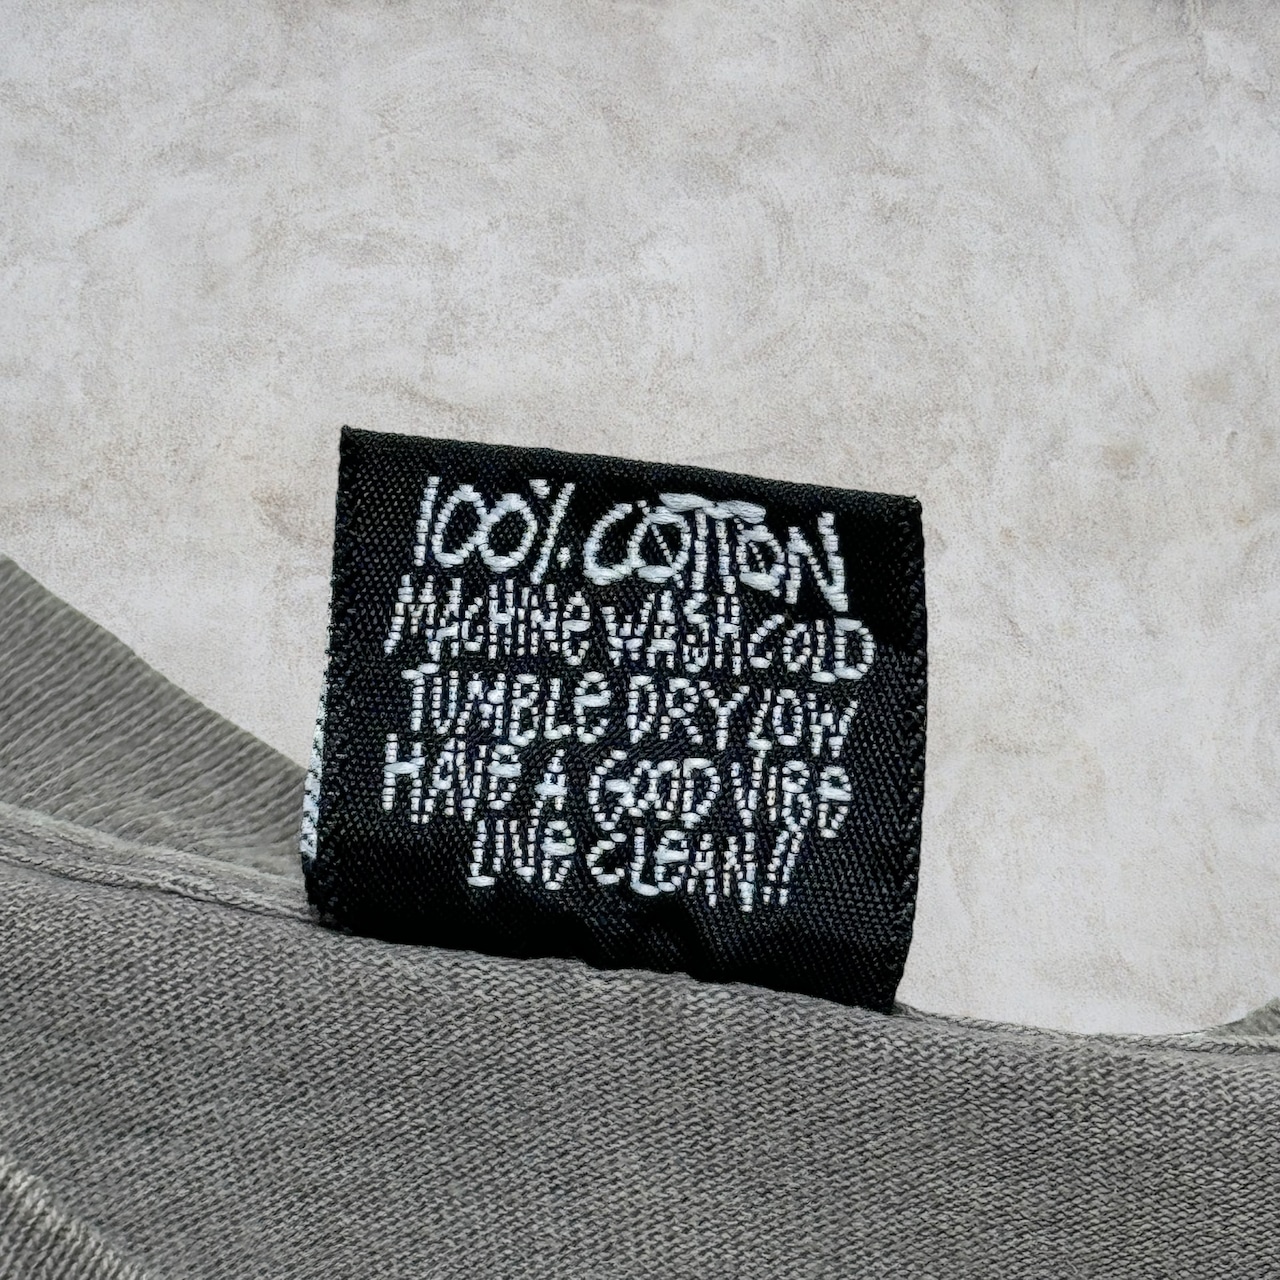 100% COTTON
MACHINE WASH COLD
TUMBLE DRY LOW
HAVE A GOOD VIBE
LIVE CLEAN!!